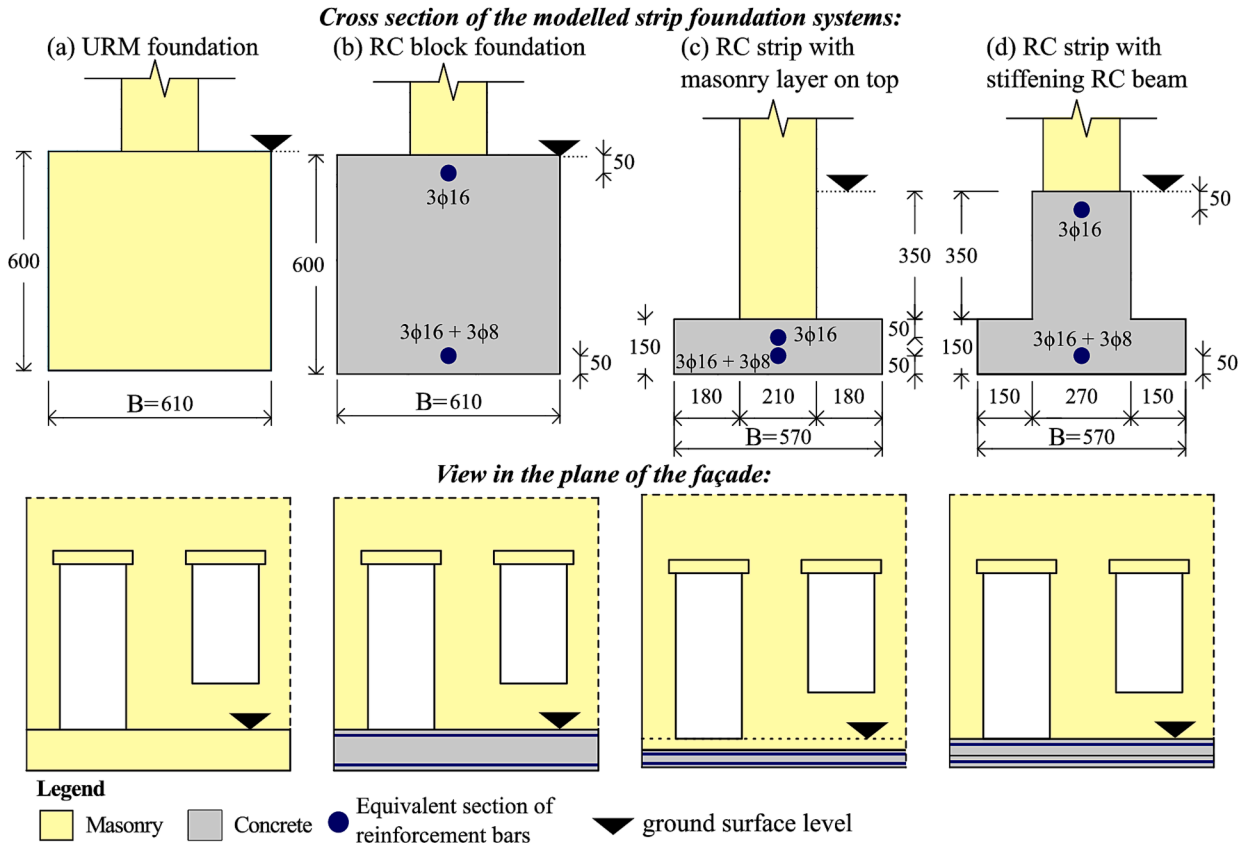 Cross section of the modelled strip foundation systems:
(a) URM foundation
(b) RC block foundation
(c) RC strip with
masonry layer on top
(d) RC strip with
stiffening RC beam
600
B=610
50
3ϕ16
600
3ϕ16 + 3ϕ8
50
B=610
350
150
3ϕ16
3ϕ16 + 3ϕ8
50
50
180
210
180
B=570
50
3ϕ16
350
3ϕ16 + 3ϕ8
150
50
150
270
150
B=570
View in the plane of the façade:
Legend
Masonry
Concrete
Equivalent section of
reinforcement bars
ground surface level